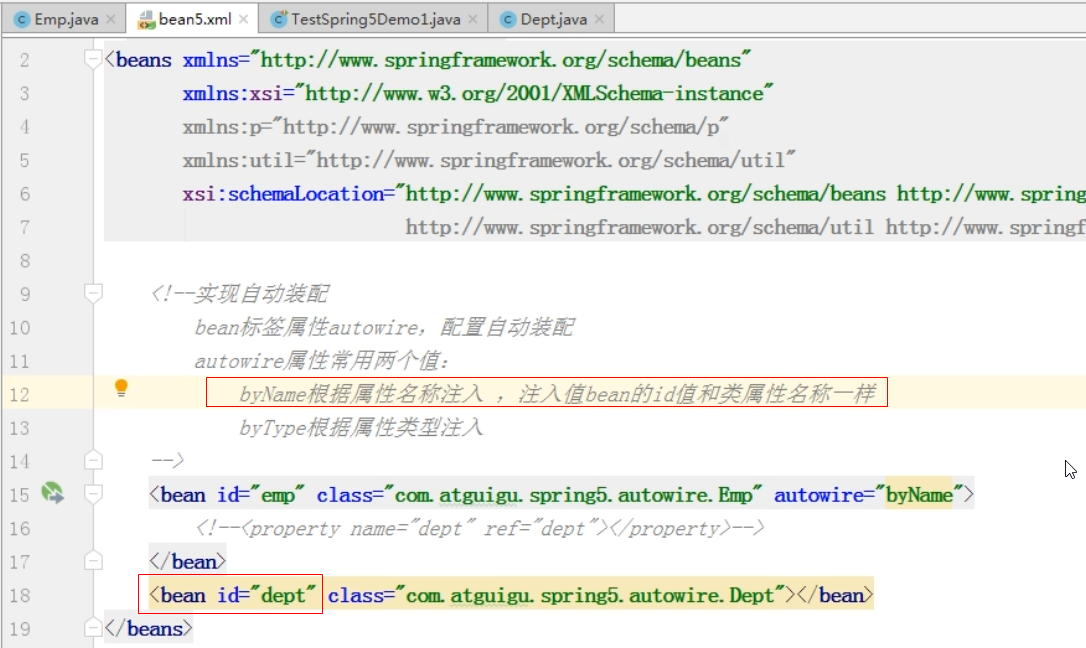 Emp.java bean5.xml TestSpring5Demo1.java Dept.java
2 <beans xmlns="http://www.springframework.org/schema/beans"
3 xmlns:xsi="http://www.w3.org/2001/XMLSchema-instance"
4 xmlns:p="http://www.springframework.org/schema/p"
5 xmlns:util="http://www.springframework.org/schema/util"
6 xsi:schemaLocation="http://www.springframework.org/schema/beans http://www.spring
7 http://www.springframework.org/schema/util http://www.springf
8
9 <!--实现自动装配
10 bean标签属性autowire，配置自动装配
11 autowire属性常用两个值：
12 byName根据属性名称注入 ，注入值bean的id值和类属性名称一样
13 byType根据属性类型注入
14 -->
15 <bean id="emp" class="com.atguigu.spring5.autowire.Emp" autowire="byName">
16 <!--<property name="dept" ref="dept"></property>-->
17 </bean>
18 <bean id="dept" class="com.atguigu.spring5.autowire.Dept"></bean>
19 </beans>